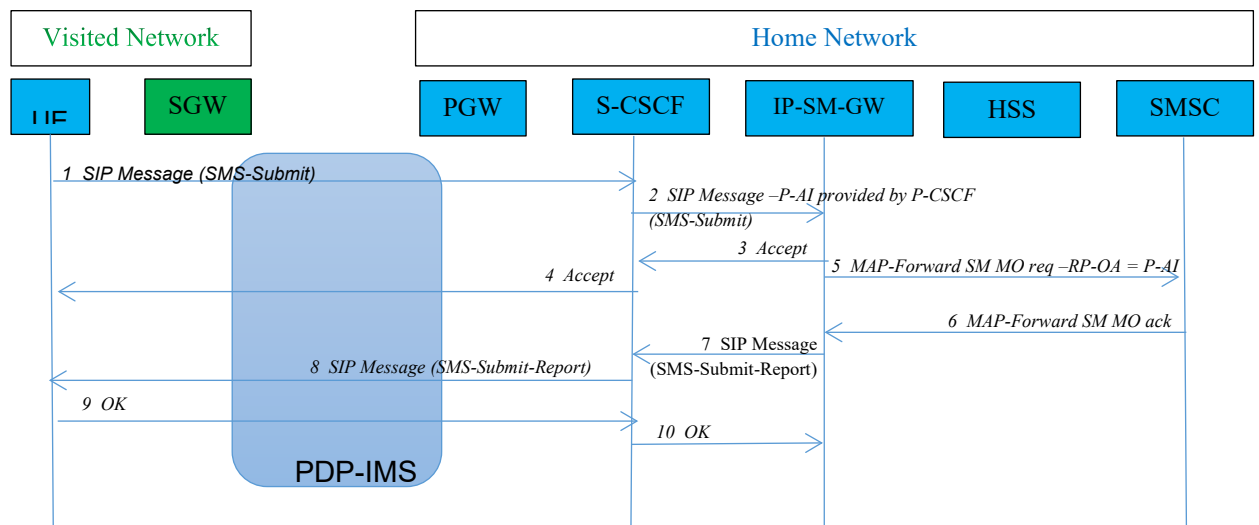 Visited Network
Home Network
UE
SGW
PGW
S-CSCF
IP-SM-GW
HSS
SMSC
1 SIP Message (SMS-Submit)
2 SIP Message –P-AI provided by P-CSCF
(SMS-Submit)
3 Accept
4 Accept
5 MAP-Forward SM MO req –RP-OA = P-AI
6 MAP-Forward SM MO ack
7 SIP Message
(SMS-Submit-Report)
8 SIP Message (SMS-Submit-Report)
9 OK
10 OK
PDP-IMS